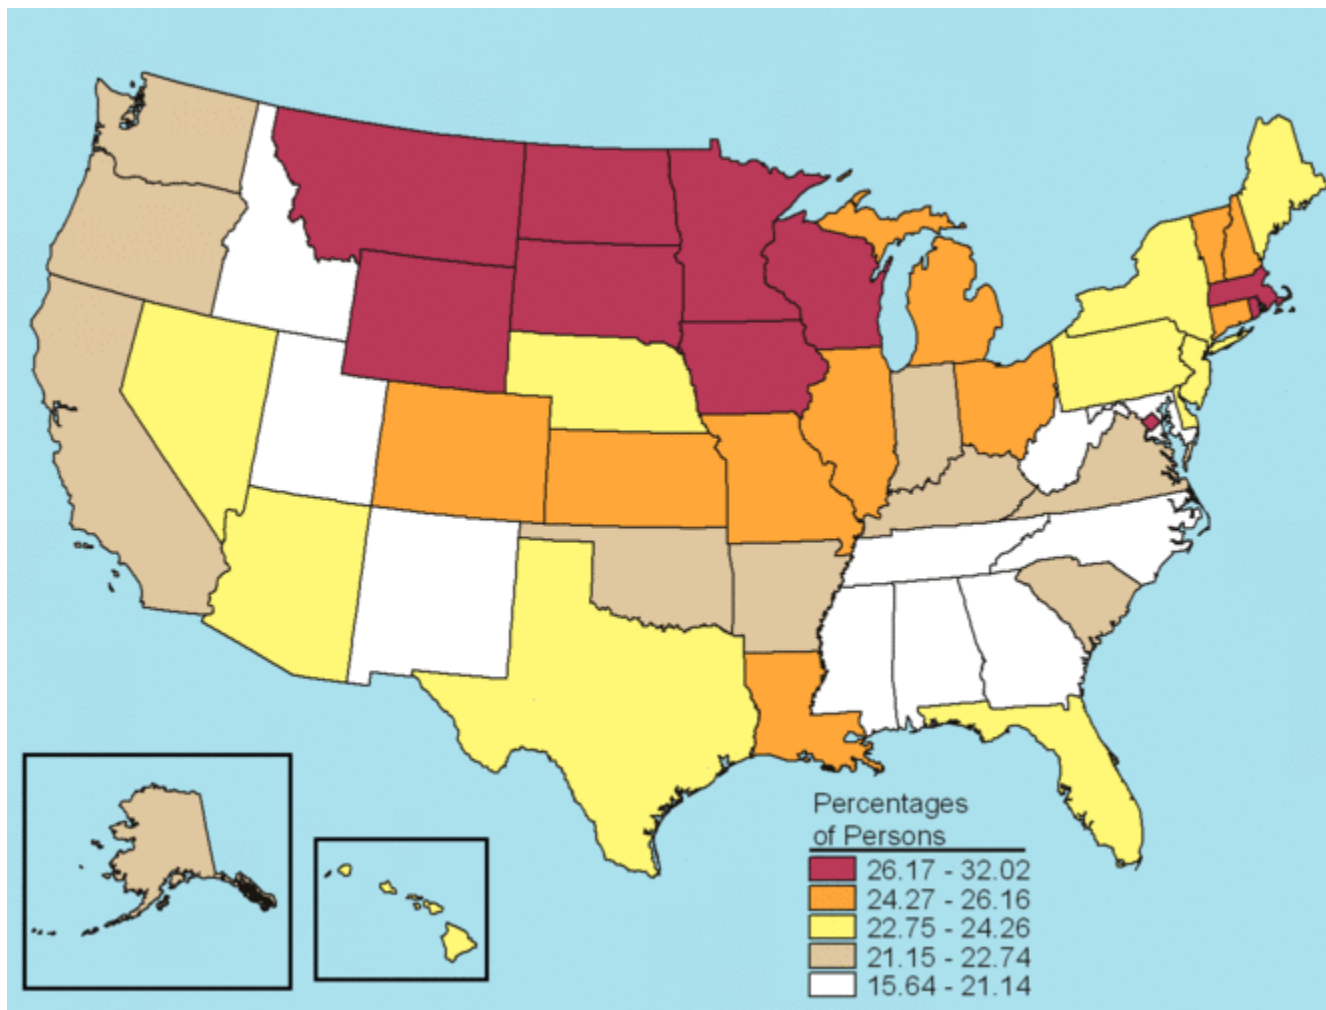 Percentages
of Persons
26.17 - 32.02
24.27 - 26.16
22.75 - 24.26
21.15 - 22.74
15.64 - 21.14